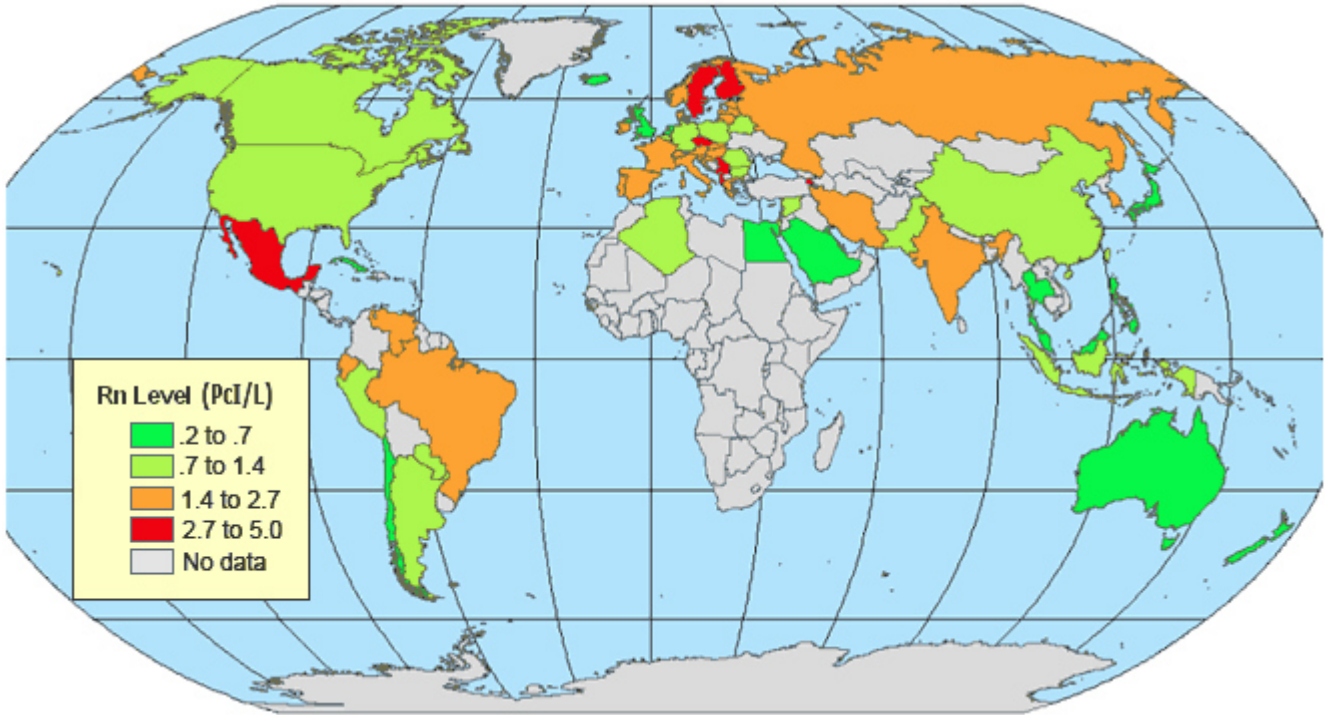 Rn Level (PcI/L)
.2 to .7
.7 to 1.4
1.4 to 2.7
2.7 to 5.0
No data